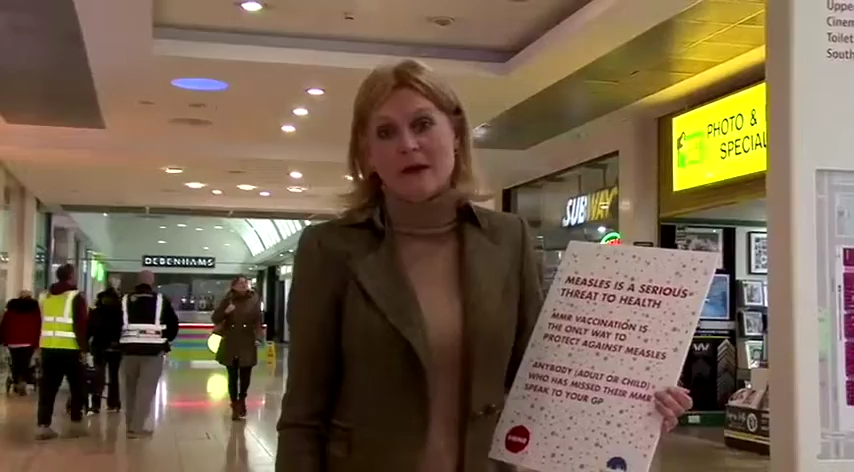 Upper
Cinem
Toilet
South
PHOTO &
SPECIAL
SUBWAY
DEBENHAMS
MEASLES IS A SERIOUS
THREAT TO HEALTH
MMR VACCINATION IS
THE ONLY WAY TO
PROTECT AGAINST MEASLES
ANYBODY (ADULT OR CHILD)
WHO HAS MISSED THEIR MMR
SPEAK TO YOUR GP